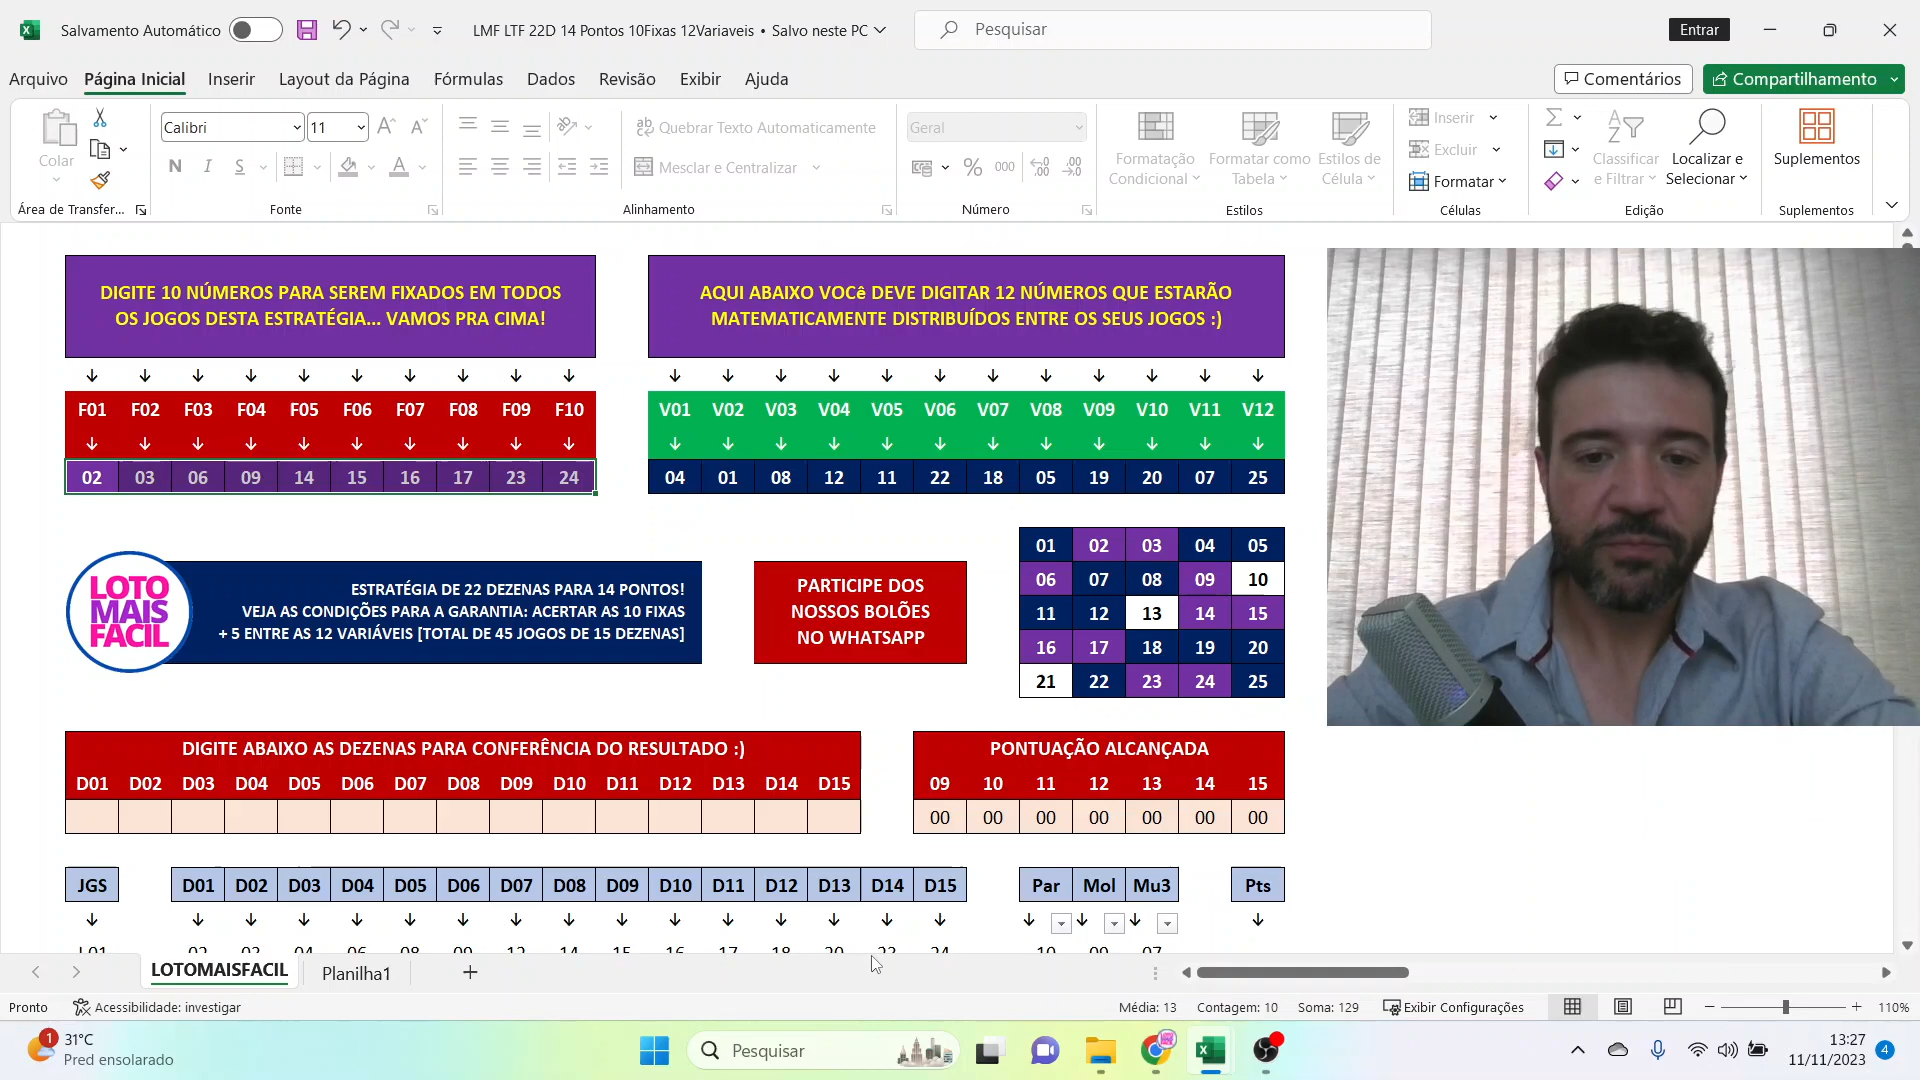 Salvamento Automático
LMF LTF 22D 14 Pontos 10Fixas 12Variaveis • Salvo neste PC
Pesquisar
Entrar
Arquivo Página Inicial Inserir Layout da Página Fórmulas Dados Revisão Exibir Ajuda
Comentários
Compartilhamento
Colar
Calibri 11
N I S
Quebrar Texto Automaticamente
Mesclar e Centralizar
Geral
% 000
Formatação Condicional
Formatar como Tabela
Estilos de Célula
Inserir
Excluir
Formatar
Classificar e Filtrar
Localizar e Selecionar
Suplementos
Área de Transfer... Fonte Alinhamento Número Estilos Células Edição Suplementos
DIGITE 10 NÚMEROS PARA SEREM FIXADOS EM TODOS
OS JOGOS DESTA ESTRATÉGIA... VAMOS PRA CIMA!
AQUI ABAIXO VOCê DEVE DIGITAR 12 NÚMEROS QUE ESTARÃO
MATEMATICAMENTE DISTRIBUÍDOS ENTRE OS SEUS JOGOS :)
F01 F02 F03 F04 F05 F06 F07 F08 F09 F10
02 03 06 09 14 15 16 17 23 24
V01 V02 V03 V04 V05 V06 V07 V08 V09 V10 V11 V12
04 01 08 12 11 22 18 05 19 20 07 25
LOTO
MAIS
FACIL
ESTRATÉGIA DE 22 DEZENAS PARA 14 PONTOS!
VEJA AS CONDIÇÕES PARA A GARANTIA: ACERTAR AS 10 FIXAS
+ 5 ENTRE AS 12 VARIÁVEIS [TOTAL DE 45 JOGOS DE 15 DEZENAS]
PARTICIPE DOS
NOSSOS BOLÕES
NO WHATSAPP
01 02 03 04 05
06 07 08 09 10
11 12 13 14 15
16 17 18 19 20
21 22 23 24 25
DIGITE ABAIXO AS DEZENAS PARA CONFERÊNCIA DO RESULTADO :)
D01 D02 D03 D04 D05 D06 D07 D08 D09 D10 D11 D12 D13 D14 D15
PONTUAÇÃO ALCANÇADA
09 10 11 12 13 14 15
00 00 00 00 00 00 00
JGS D01 D02 D03 D04 D05 D06 D07 D08 D09 D10 D11 D12 D13 D14 D15 Par Mol Mu3 Pts
LOTOMAISFACIL Planilha1
Pronto Acessibilidade: investigar Média: 13 Contagem: 10 Soma: 129 Exibir Configurações 110%
1
31°C
Pred ensolarado
Pesquisar
13:27
11/11/2023
4